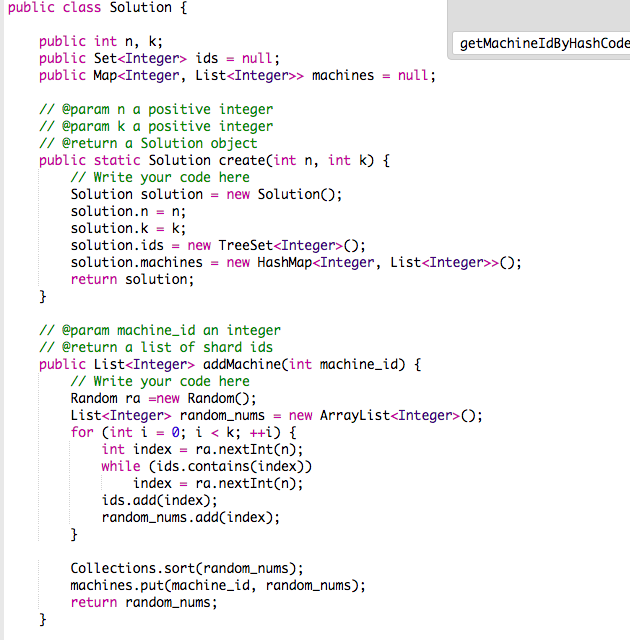 public class Solution {
getMachineIdByHashCode
public int n, k;
public Set<Integer> ids = null;
public Map<Integer, List<Integer>> machines = null;
// @param n a positive integer
// @param k a positive integer
// @return a Solution object
public static Solution create(int n, int k) {
// Write your code here
Solution solution = new Solution();
solution.n = n;
solution.k = k;
solution.ids = new TreeSet<Integer>();
solution.machines = new HashMap<Integer, List<Integer>>();
return solution;
}
// @param machine_id an integer
// @return a list of shard ids
public List<Integer> addMachine(int machine_id) {
// Write your code here
Random ra =new Random();
List<Integer> random_nums = new ArrayList<Integer>();
for (int i = 0; i < k; ++i) {
int index = ra.nextInt(n);
while (ids.contains(index))
index = ra.nextInt(n);
ids.add(index);
random_nums.add(index);
}
Collections.sort(random_nums);
machines.put(machine_id, random_nums);
return random_nums;
}